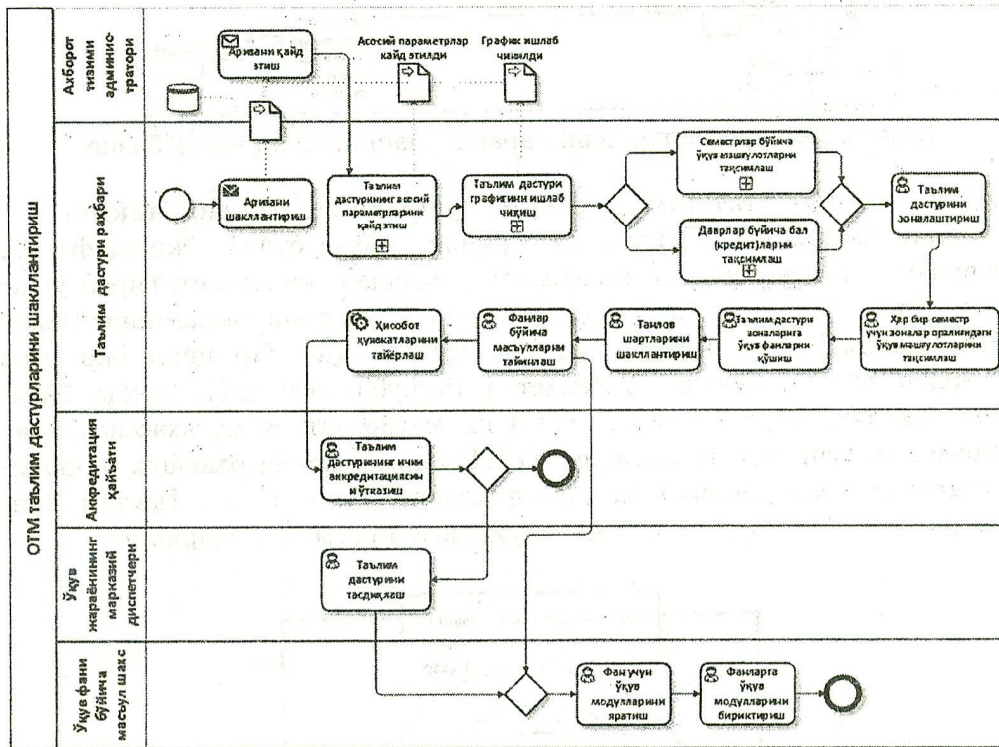 ОТМ таълим дастурларини шакллантириш
Ахборот
тизими
админис-
тратори
Аризани қайд
этиш
Асосий параметрлар
қайд этилди
График ишлаб
чиқилди
Таълим дастури раҳбари
Аризани
шакллантириш
Таълим
дастурининг асосий
параметрларини
қайд этиш
Таълим дастури
графигини ишлаб
чиқиш
Семестрлар бўйича
ўқув машғулотларни
тақсимлаш
Даврлар бўйича бал
(кредит)ларни
тақсимлаш
Таълим
дастурини
зоналаштириш
Ҳисобот
ҳужжатларини
тайёрлаш
Фанлар бўйича
масъулларни
тайинлаш
Танлов
шартларини
шакллантириш
Таълим дастури
зоналарига
ўқув фанларни
қўшиш
Ҳар бир семестр
учун зоналар оралиғидаги
ўқув машғулотларини
тақсимлаш
Аккредитация
ҳайъати
Таълим
дастурининг ички
аккредитациясин
и ўтказиш
Ўқув
жараёнининг
марказий
диспетчери
Таълим
дастурини
тасдиқлаш
Ўқув фани
бўйича
масъул шахс
Фан учун
ўқув
модулларини
яратиш
Фанларга
ўқув
модулларини
бириктириш